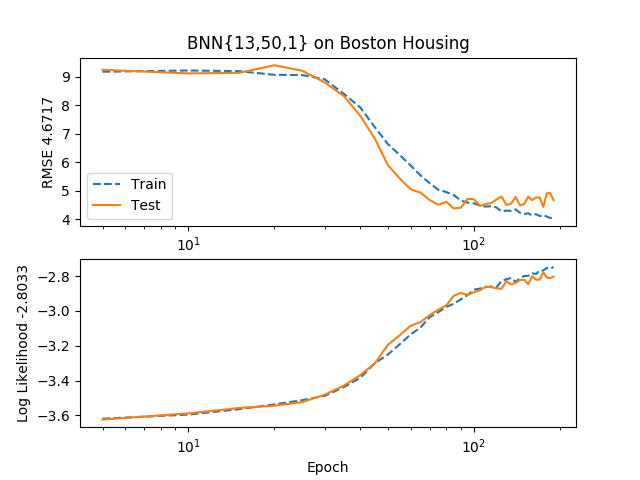 BNN{13,50,1} on Boston Housing
RMSE 4.6717
9
8
7
6
5
4
Train
Test
10¹
10²
Log Likelihood -2.8033
−2.8
−3.0
−3.2
−3.4
−3.6
10¹
10²
Epoch